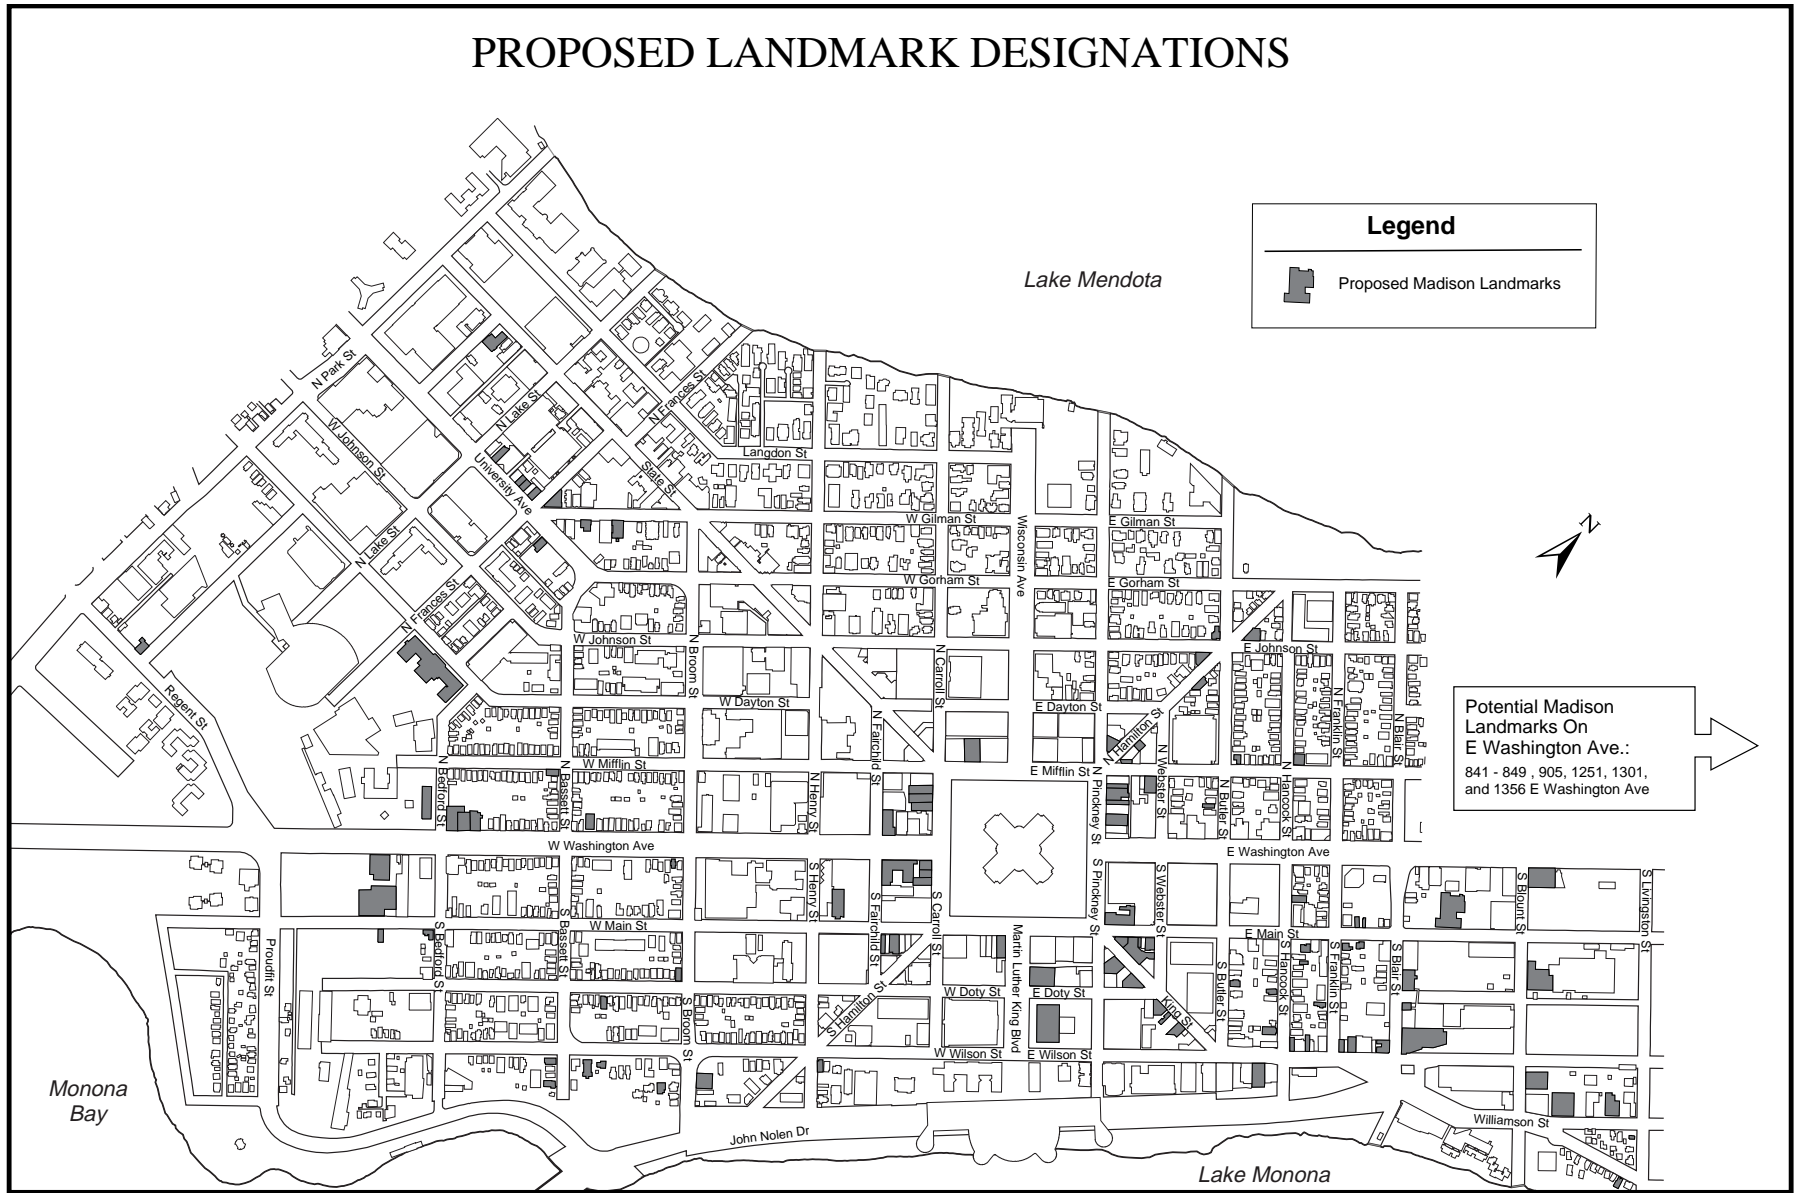 PROPOSED LANDMARK DESIGNATIONS
Legend
Proposed Madison Landmarks
Lake Mendota
N
N Park St
W Johnson St
N Lake St
N Frances St
University Ave
State St
Langdon St
W Gilman St
E Gilman St
Wisconsin Ave
N Lake St
W Gorham St
E Gorham St
N Frances St
W Johnson St
E Johnson St
N Broom St
N Carroll St
Regent St
W Dayton St
E Dayton St
N Hamilton St
N Franklin St
N Blair St
N Fairchild St
Potential Madison
Landmarks On
E Washington Ave.:
841 - 849 , 905, 1251, 1301,
and 1356 E Washington Ave
W Mifflin St
E Mifflin St
N Bedford St
N Bassett St
N Henry St
N Pinckney St
N Webster St
N Butler St
N Hancock St
W Washington Ave
E Washington Ave
S Henry St
S Fairchild St
S Carroll St
S Pinckney St
S Webster St
S Blount St
S Livingston St
W Main St
E Main St
Proudfit St
S Bedford St
S Bassett St
Martin Luther King Blvd
S Butler St
S Hancock St
S Franklin St
S Blair St
W Doty St
E Doty St
S Hamilton St
King St
S Broom St
W Wilson St
E Wilson St
Monona
Bay
John Nolen Dr
Williamson St
Lake Monona